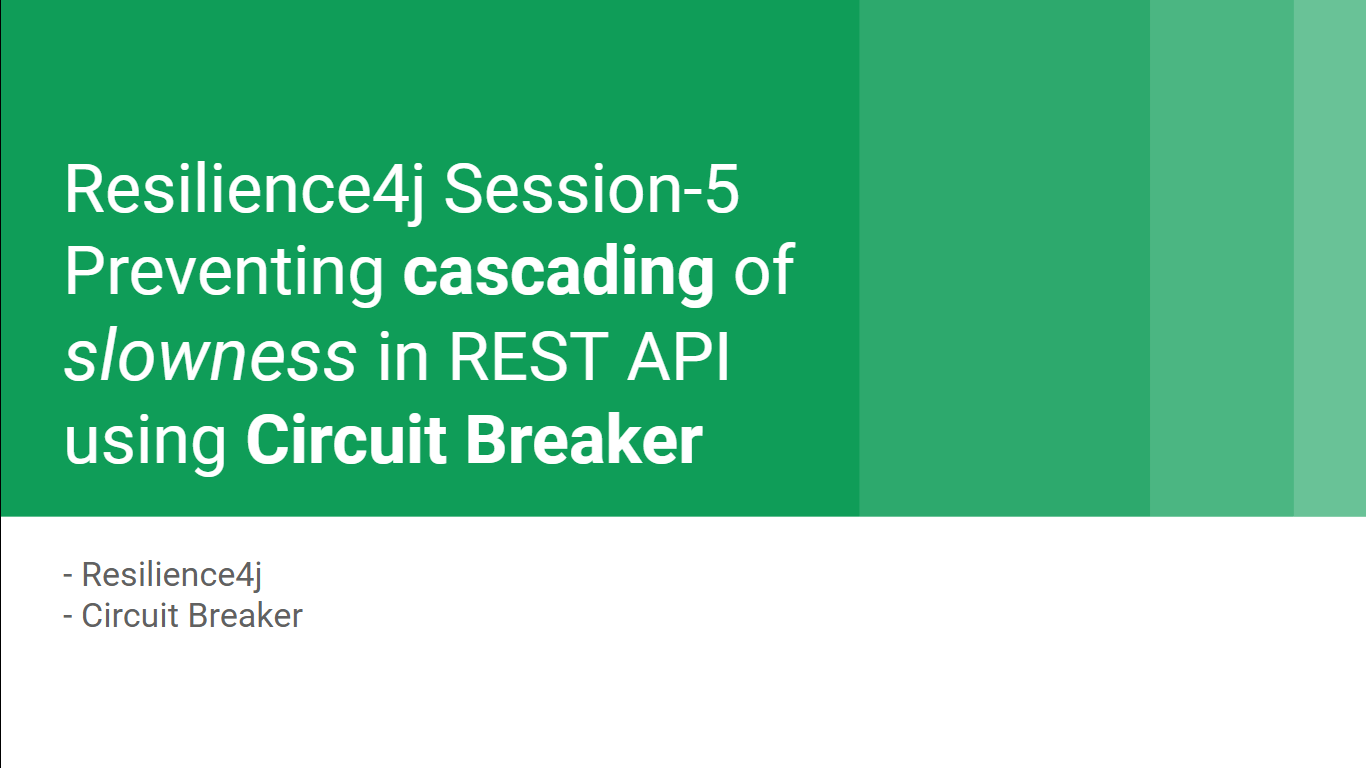 Resilience4j Session-5
Preventing cascading of
slowness in REST API
using Circuit Breaker
- Resilience4j
- Circuit Breaker